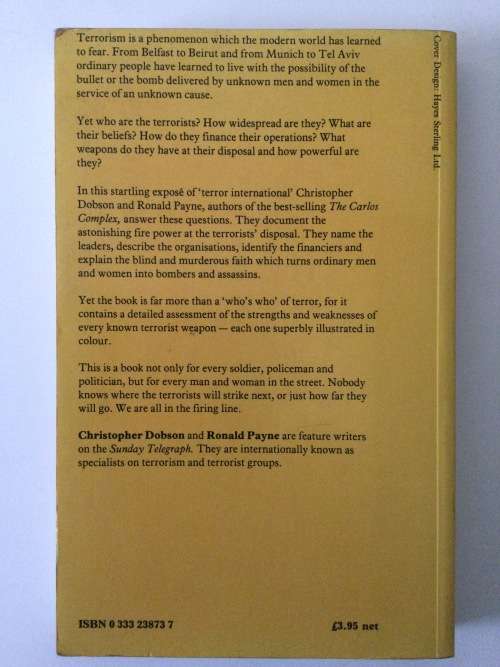 Terrorism is a phenomenon which the modern world has learned
to fear. From Belfast to Beirut and from Munich to Tel Aviv
ordinary people have learned to live with the possibility of the
bullet or the bomb delivered by unknown men and women in the
service of an unknown cause.
Yet who are the terrorists? How widespread are they? What are
their beliefs? How do they finance their operations? What
weapons do they have at their disposal and how powerful are
they?
In this startling exposé of 'terror international' Christopher
Dobson and Ronald Payne, authors of the best-selling The Carlos
Complex, answer these questions. They document the
astonishing fire power at the terrorists' disposal. They name the
leaders, describe the organisations, identify the financiers and
explain the blind and murderous faith which turns ordinary men
and women into bombers and assassins.
Yet the book is far more than a 'who's who' of terror, for it
contains a detailed assessment of the strengths and weaknesses of
every known terrorist weapon — each one superbly illustrated in
colour.
This is a book not only for every soldier, policeman and
politician, but for every man and woman in the street. Nobody
knows where the terrorists will strike next, or just how far they
will go. We are all in the firing line.
Christopher Dobson and Ronald Payne are feature writers
on the Sunday Telegraph. They are internationally known as
specialists on terrorism and terrorist groups.
ISBN 0 333 23873 7
£3.95 net
Cover Design: Hayes Sterling Ltd.